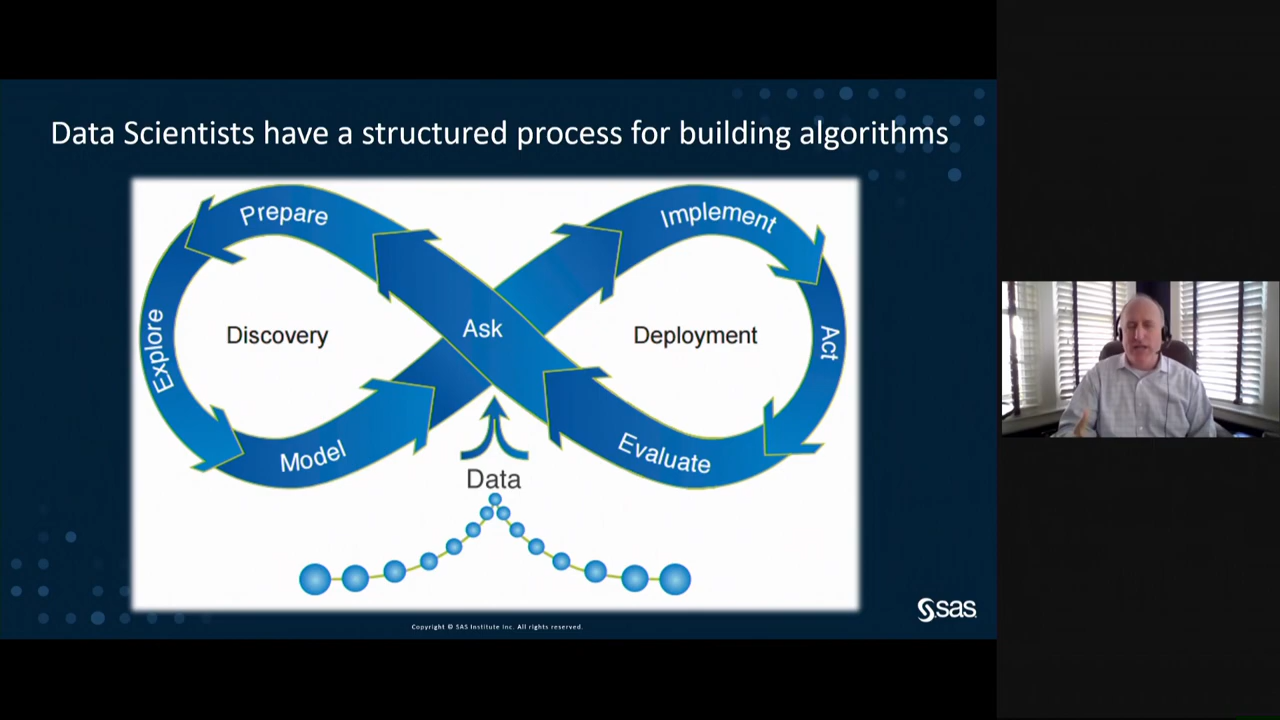 Data Scientists have a structured process for building algorithms
Prepare
Implement
Explore
Discovery
Ask
Deployment
Act
Model
Evaluate
Data
sas
Copyright © SAS Institute Inc. All rights reserved.